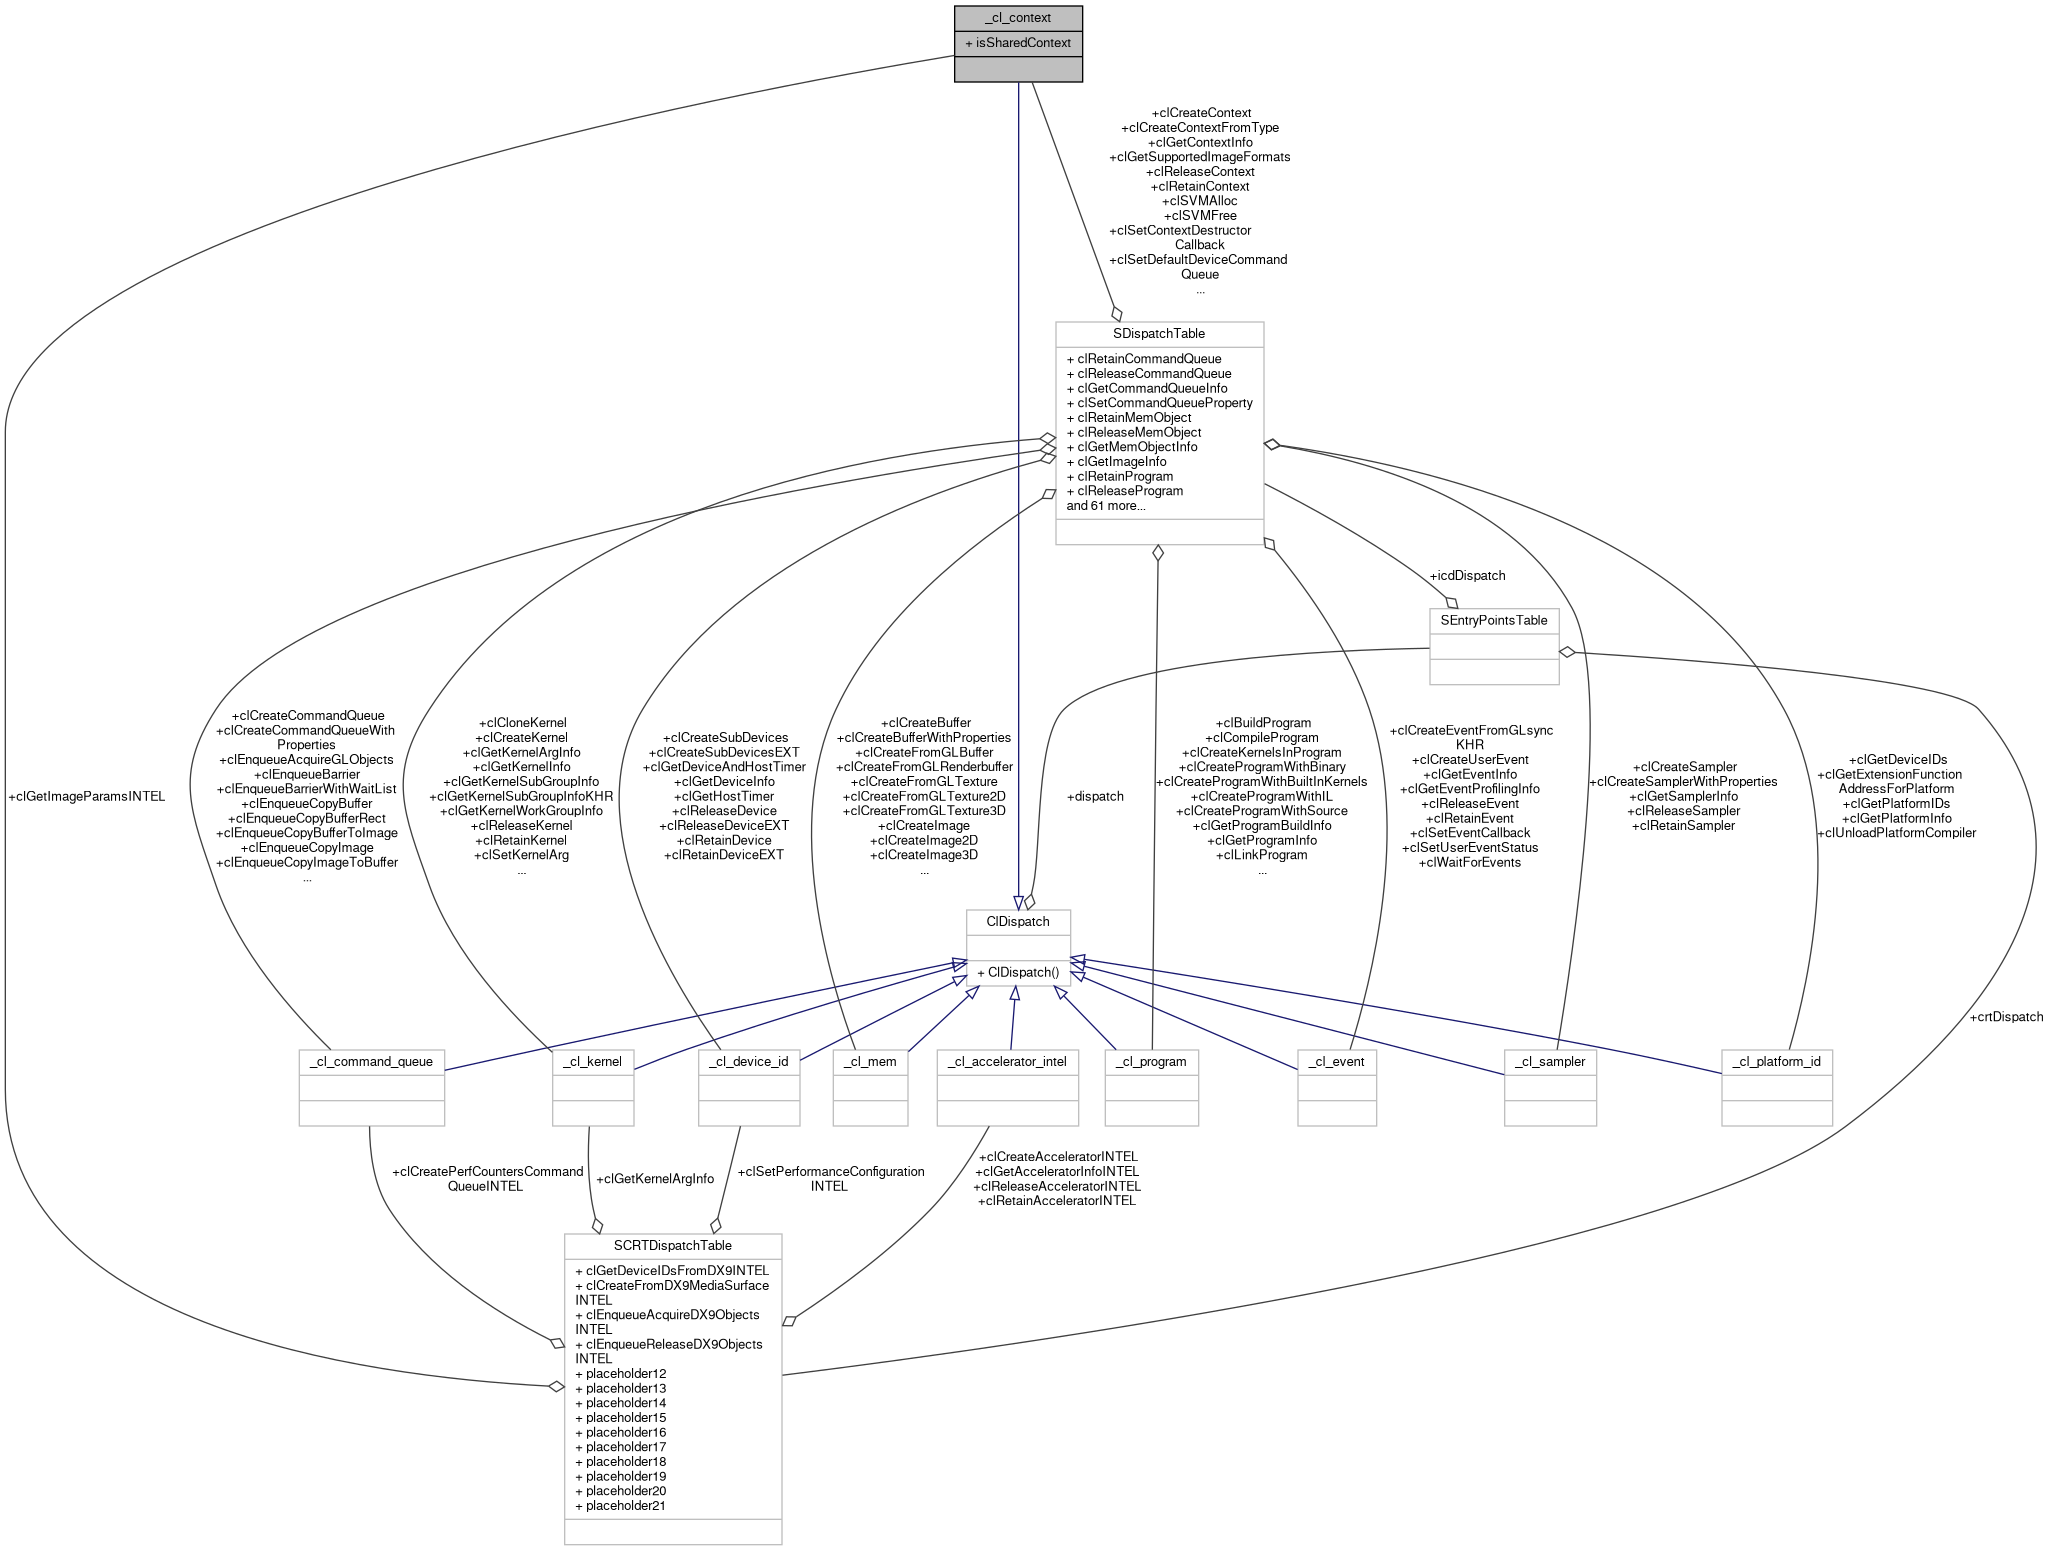 _cl_context
+ isSharedContext
+clCreateContext
+clCreateContextFromType
+clGetContextInfo
+clGetSupportedImageFormats
+clReleaseContext
+clRetainContext
+clSVMAlloc
+clSVMFree
+clSetContextDestructor
Callback
+clSetDefaultDeviceCommand
Queue
...
SDispatchTable
+ clRetainCommandQueue
+ clReleaseCommandQueue
+ clGetCommandQueueInfo
+ clSetCommandQueueProperty
+ clRetainMemObject
+ clReleaseMemObject
+ clGetMemObjectInfo
+ clGetImageInfo
+ clRetainProgram
+ clReleaseProgram
and 61 more...
+icdDispatch
SEntryPointsTable
+clGetImageParamsINTEL
+clCreateCommandQueue
+clCreateCommandQueueWith
Properties
+clEnqueueAcquireGLObjects
+clEnqueueBarrier
+clEnqueueBarrierWithWaitList
+clEnqueueCopyBuffer
+clEnqueueCopyBufferRect
+clEnqueueCopyBufferToImage
+clEnqueueCopyImage
+clEnqueueCopyImageToBuffer
...
+clCloneKernel
+clCreateKernel
+clGetKernelArgInfo
+clGetKernelInfo
+clGetKernelSubGroupInfo
+clGetKernelSubGroupInfoKHR
+clGetKernelWorkGroupInfo
+clReleaseKernel
+clRetainKernel
+clSetKernelArg
...
+clCreateSubDevices
+clCreateSubDevicesEXT
+clGetDeviceAndHostTimer
+clGetDeviceInfo
+clGetHostTimer
+clReleaseDevice
+clReleaseDeviceEXT
+clRetainDevice
+clRetainDeviceEXT
+clCreateBuffer
+clCreateBufferWithProperties
+clCreateFromGLBuffer
+clCreateFromGLRenderbuffer
+clCreateFromGLTexture
+clCreateFromGLTexture2D
+clCreateFromGLTexture3D
+clCreateImage
+clCreateImage2D
+clCreateImage3D
...
+dispatch
+clBuildProgram
+clCompileProgram
+clCreateKernelsInProgram
+clCreateProgramWithBinary
+clCreateProgramWithBuiltInKernels
+clCreateProgramWithIL
+clCreateProgramWithSource
+clGetProgramBuildInfo
+clGetProgramInfo
+clLinkProgram
...
+clCreateEventFromGLsync
KHR
+clCreateUserEvent
+clGetEventInfo
+clGetEventProfilingInfo
+clReleaseEvent
+clRetainEvent
+clSetEventCallback
+clSetUserEventStatus
+clWaitForEvents
+clCreateSampler
+clCreateSamplerWithProperties
+clGetSamplerInfo
+clReleaseSampler
+clRetainSampler
+clGetDeviceIDs
+clGetExtensionFunction
AddressForPlatform
+clGetPlatformIDs
+clGetPlatformInfo
+clUnloadPlatformCompiler
ClDispatch
+ ClDispatch()
+crtDispatch
_cl_command_queue
_cl_kernel
_cl_device_id
_cl_mem
_cl_accelerator_intel
_cl_program
_cl_event
_cl_sampler
_cl_platform_id
+clCreatePerfCountersCommand
QueueINTEL
+clGetKernelArgInfo
+clSetPerformanceConfiguration
INTEL
+clCreateAcceleratorINTEL
+clGetAcceleratorInfoINTEL
+clReleaseAcceleratorINTEL
+clRetainAcceleratorINTEL
SCRTDispatchTable
+ clGetDeviceIDsFromDX9INTEL
+ clCreateFromDX9MediaSurface
INTEL
+ clEnqueueAcquireDX9Objects
INTEL
+ clEnqueueReleaseDX9Objects
INTEL
+ placeholder12
+ placeholder13
+ placeholder14
+ placeholder15
+ placeholder16
+ placeholder17
+ placeholder18
+ placeholder19
+ placeholder20
+ placeholder21